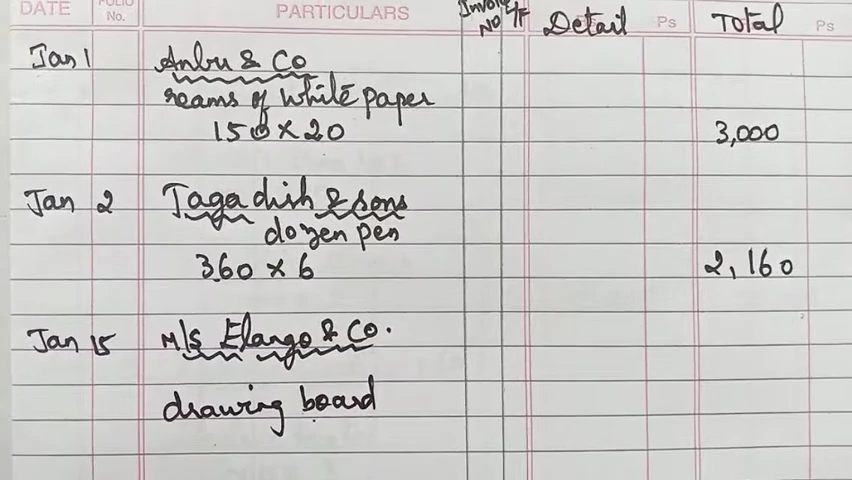 DATE FOLIO No. PARTICULARS Invoice No L/F Detail Ps Total Ps
Jan 1 Anbu & Co
reams of White paper
150 x 20 3,000
Jan 2 Jagadish & sons
dozen pen
360 x 6 2,160
Jan 15 M/S Elango & Co.
drawing board